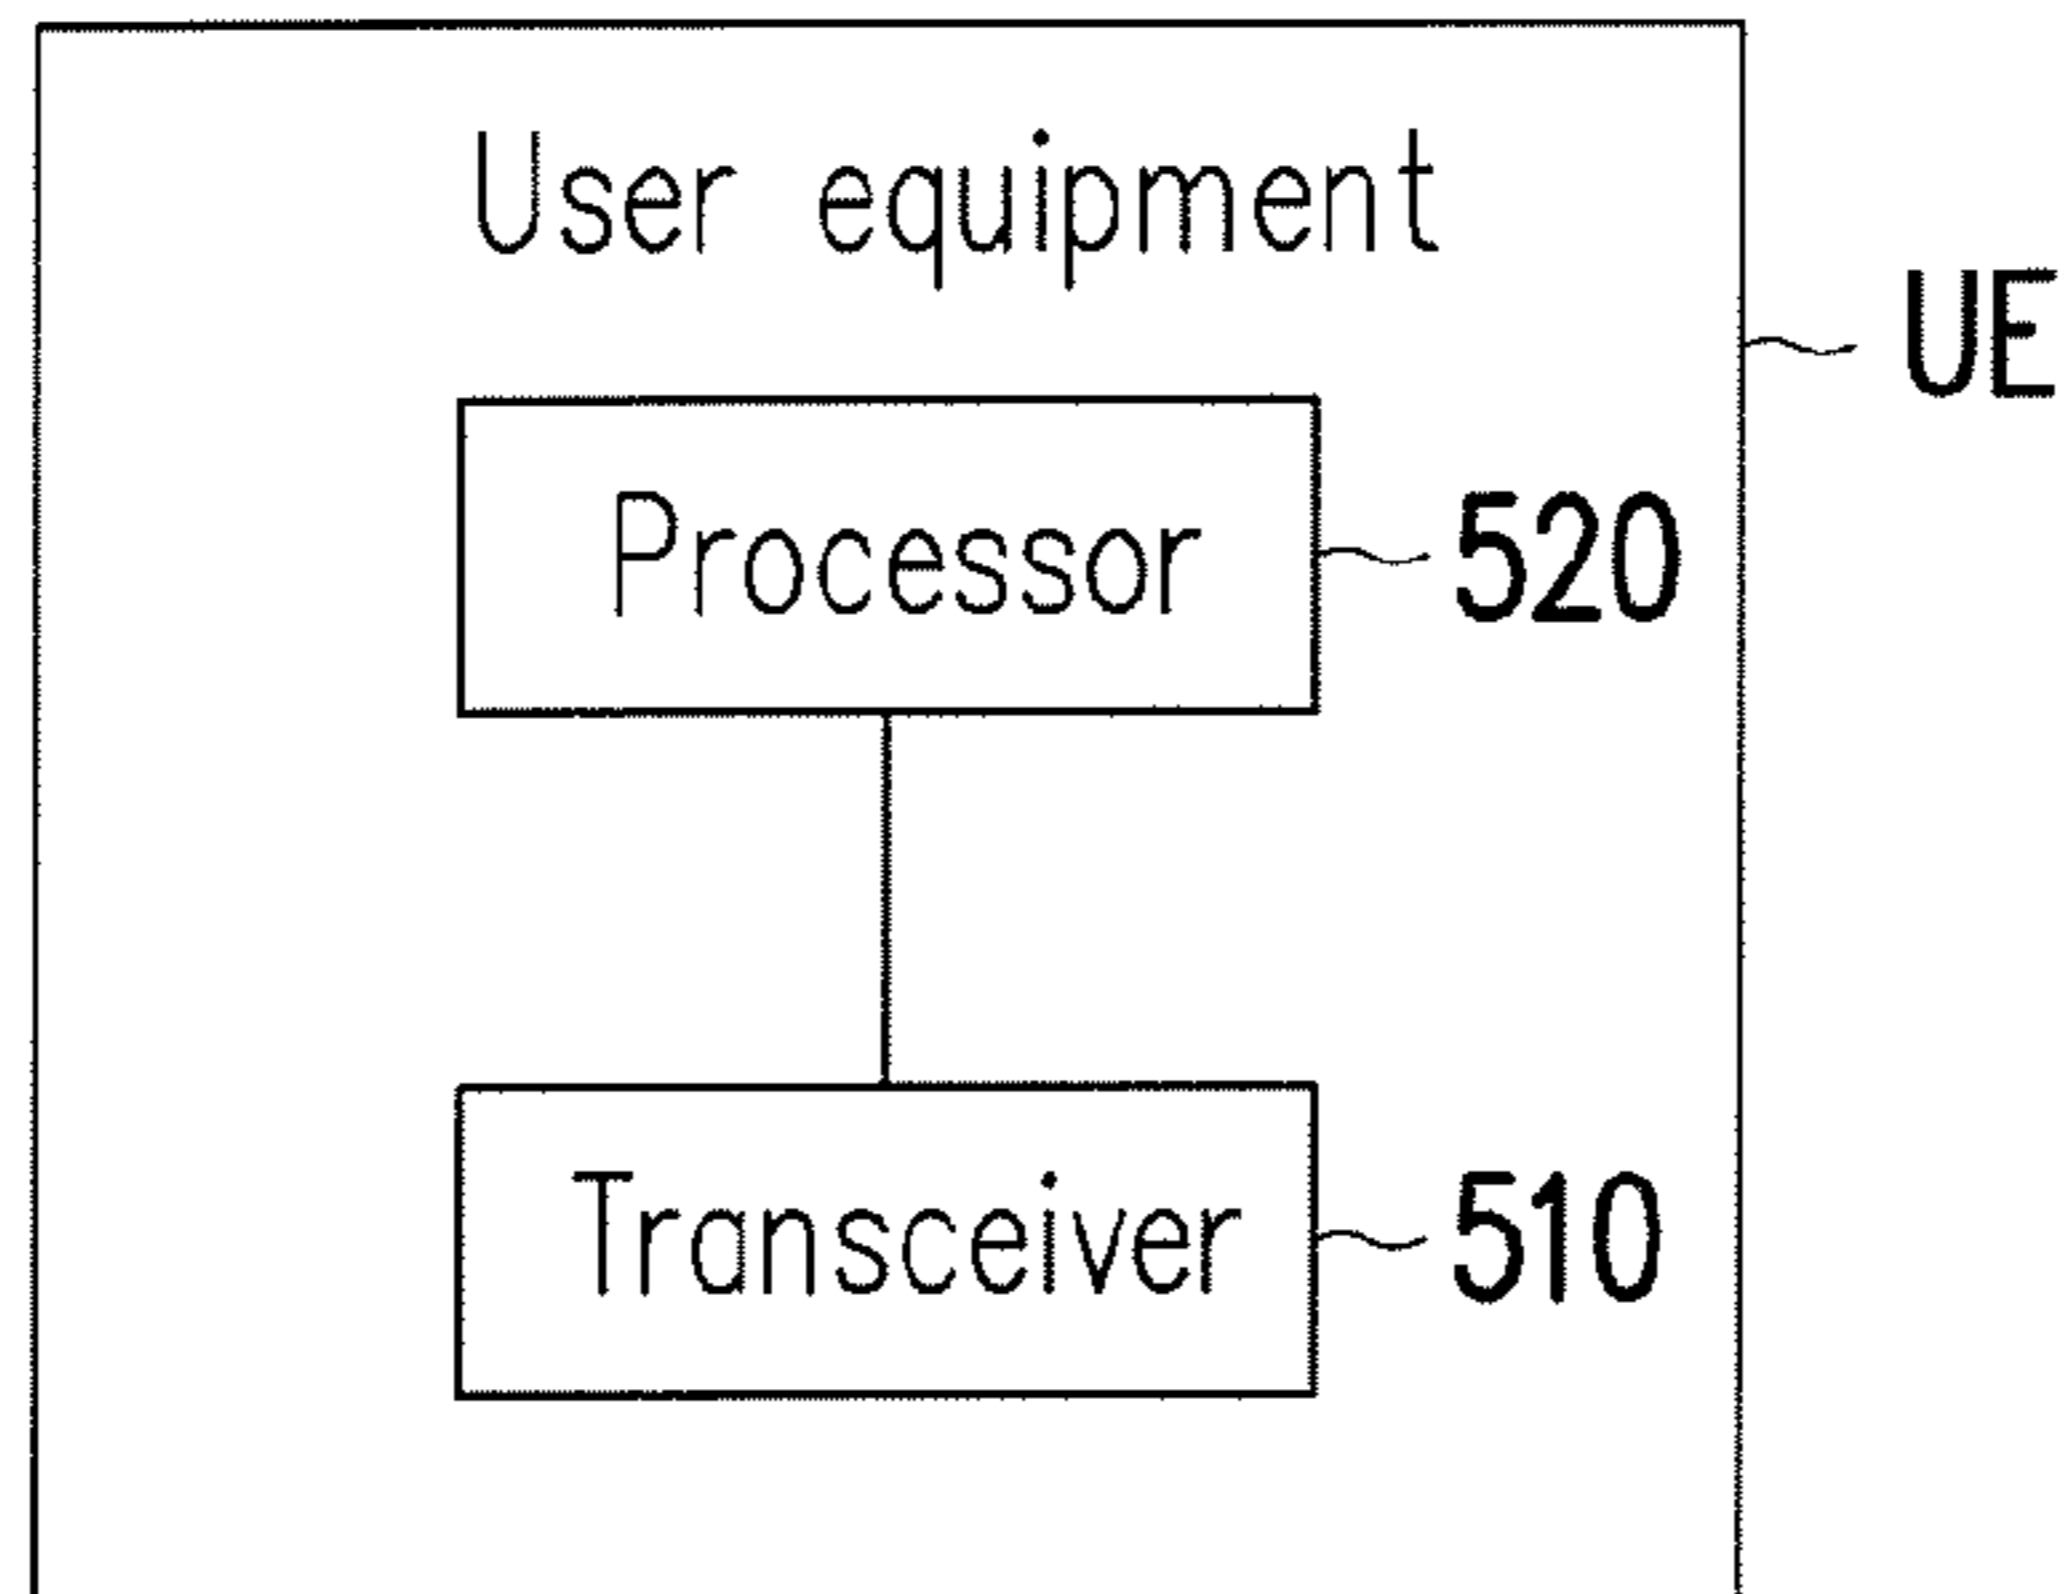 User equipment
UE
Processor
520
Transceiver
510